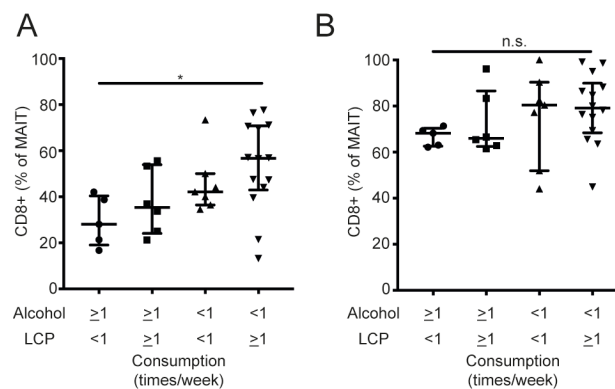 A
*
CD8+ (% of MAIT)
100
80
60
40
20
0
Alcohol ≥1 ≥1 <1 <1
LCP <1 ≥1 <1 ≥1
Consumption
(times/week)
B
n.s.
CD8+ (% of MAIT)
100
80
60
40
20
0
≥1 ≥1 <1 <1
<1 ≥1 <1 ≥1
Consumption
(times/week)